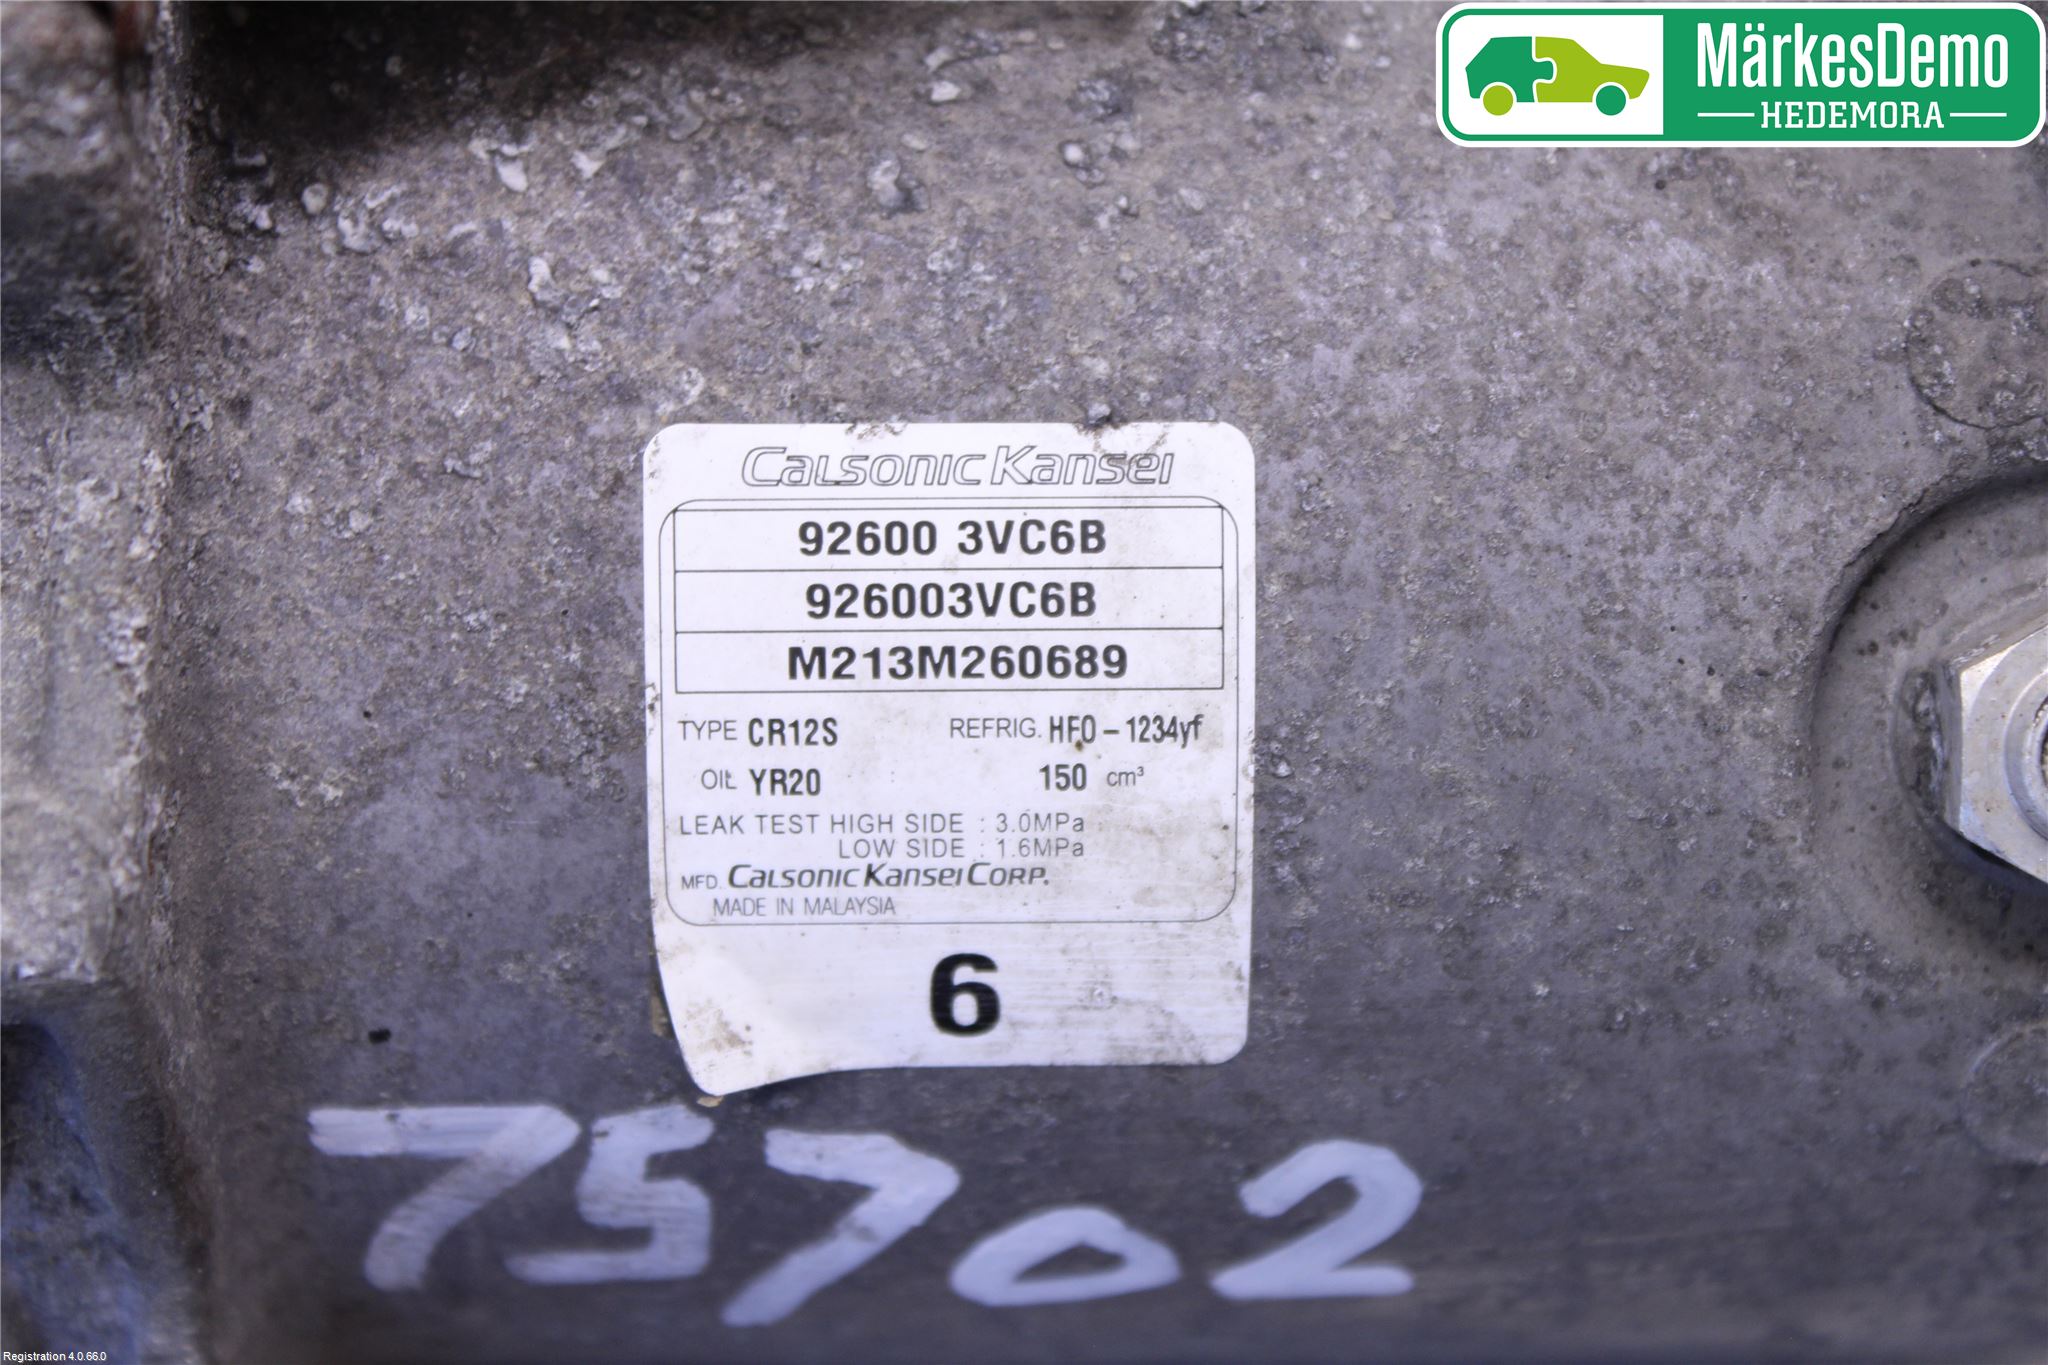 MärkesDemo
HEDEMORA
Calsonic Kansei
92600 3VC6B
926003VC6B
M213M260689
TYPE CR12S REFRIG. HFO-1234yf
OIL YR20 150 cm³
LEAK TEST HIGH SIDE : 3.0MPa
LOW SIDE : 1.6MPa
MFD. Calsonic Kansei Corp.
MADE IN MALAYSIA
6
75702
Registration 4.0.66.0